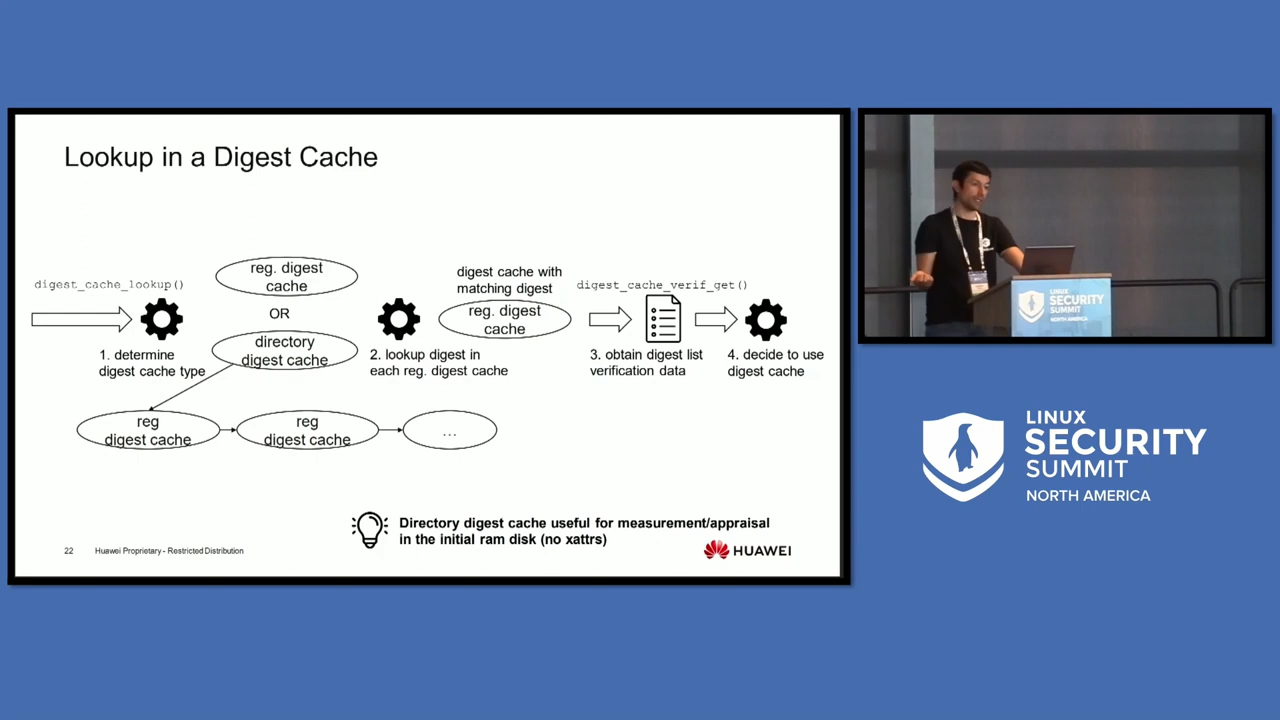 Lookup in a Digest Cache
digest_cache_lookup()
1. determine
digest cache type
reg. digest
cache
OR
directory
digest cache
reg
digest cache
reg
digest cache
...
2. lookup digest in
each reg. digest cache
digest cache with
matching digest
reg. digest
cache
digest_cache_verif_get()
3. obtain digest list
verification data
4. decide to use
digest cache
Directory digest cache useful for measurement/appraisal
in the initial ram disk (no xattrs)
22
Huawei Proprietary - Restricted Distribution
HUAWEI
LINUX
SECURITY
SUMMIT
NORTH AMERICA
LINUX
SECURITY
SUMMIT
NORTH AMERICA